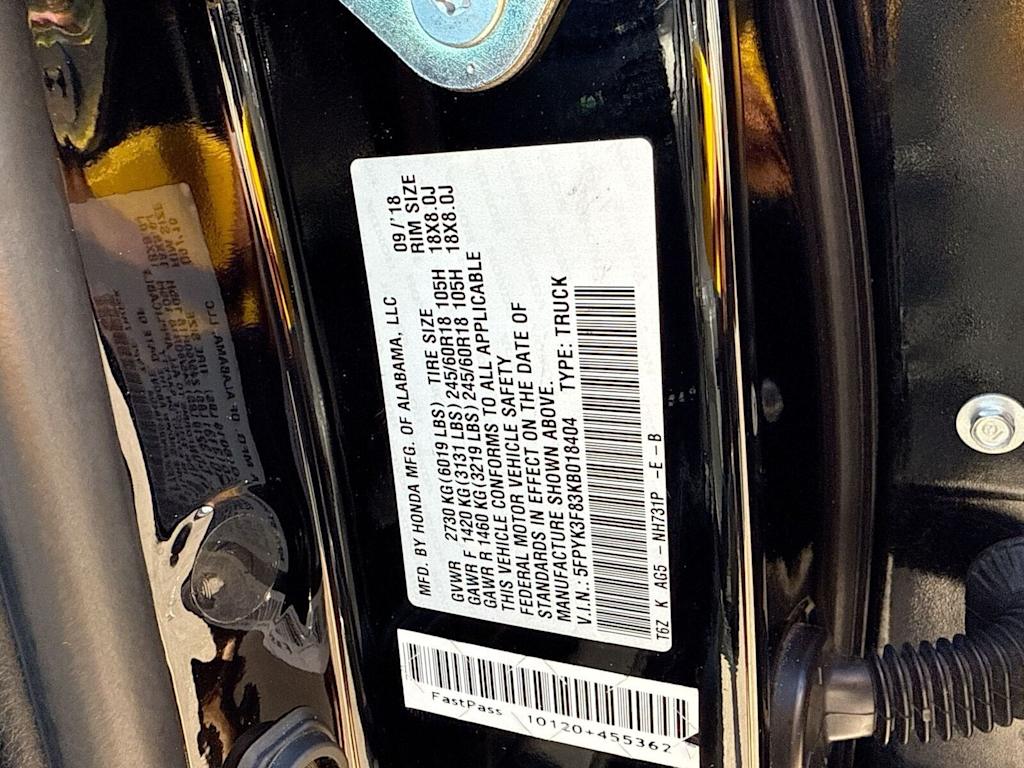 MFD. BY HONDA MFG. OF ALABAMA, LLC 09/'18
GVWR 2730 KG(6019 LBS) TIRE SIZE RIM SIZE
GAWR F 1420 KG(3131 LBS) 245/60R18 105H 18X8.0J
GAWR R 1460 KG(3219 LBS) 245/60R18 105H 18X8.0J
THIS VEHICLE CONFORMS TO ALL APPLICABLE
FEDERAL MOTOR VEHICLE SAFETY
STANDARDS IN EFFECT ON THE DATE OF
MANUFACTURE SHOWN ABOVE.
V.I.N.: 5FPYK3F83KB018404 TYPE: TRUCK
T6Z K AG5 -NH731P -E-B
FastPass 10120+455362